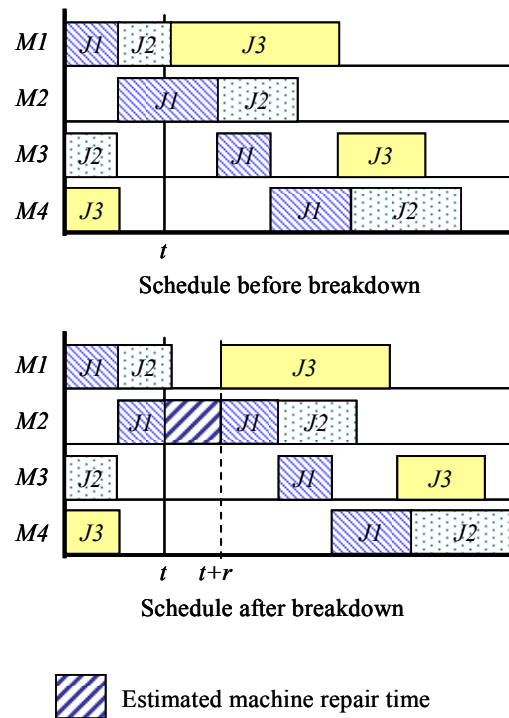 M1 J1 J2 J3
M2 J1 J2
M3 J2 J1 J3
M4 J3 J1 J2
t
Schedule before breakdown
M1 J1 J2 J3
M2 J1 J1 J2
M3 J2 J1 J3
M4 J3 J1 J2
t t+r
Schedule after breakdown
Estimated machine repair time